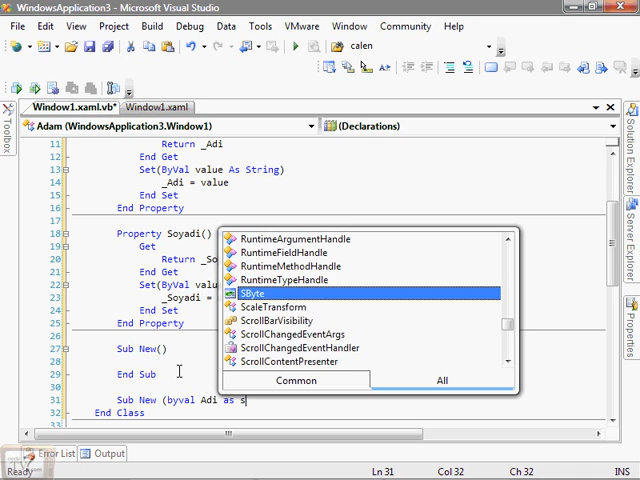 WindowsApplication3 - Microsoft Visual Studio
File Edit View Project Build Debug Data Tools VMware Window Community Help
calen
Window1.xaml.vb* Window1.xaml
Adam (WindowsApplication3.Window1) (Declarations)
Toolbox
Solution Explorer
Server Explorer
Properties
11 Return _Adi
12 End Get
13 Set(ByVal value As String)
14 _Adi = value
15 End Set
16 End Property
17
18 Property Soyadi()
19 Get
20 Return _So
21 End Get
22 Set(ByVal valu
23 _Soyadi =
24 End Set
25 End Property
26
27 Sub New()
28
29 End Sub
30
31 Sub New (byval Adi as s
32 End Class
33
RuntimeArgumentHandle
RuntimeFieldHandle
RuntimeMethodHandle
RuntimeTypeHandle
SByte
ScaleTransform
ScrollBarVisibility
ScrollChangedEventArgs
ScrollChangedEventHandler
ScrollContentPresenter
Common All
Error List Output
Ready Ln 31 Col 32 Ch 32 INS